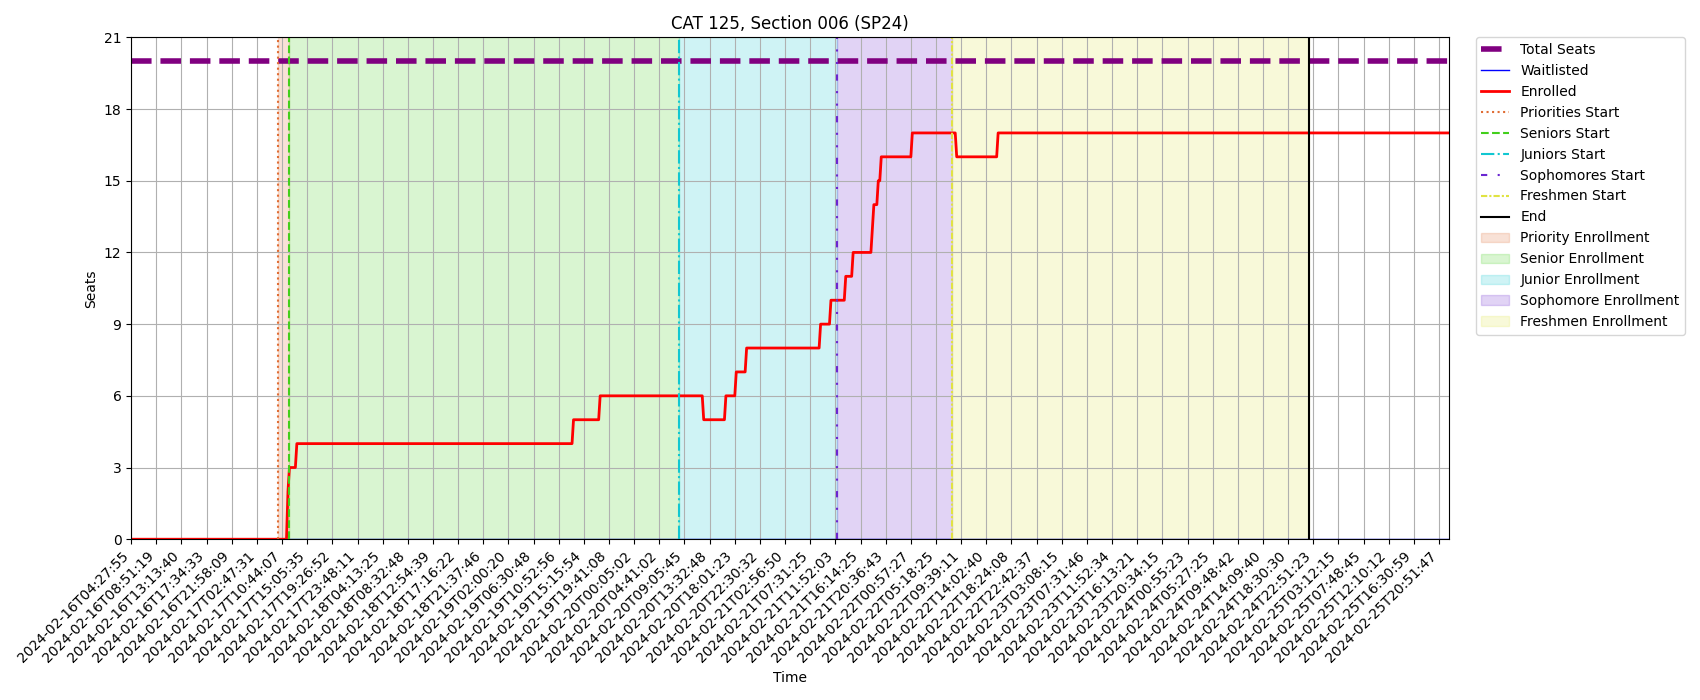 CAT 125, Section 006 (SP24)
Seats
21
18
15
12
9
6
3
0
2024-02-16T04:27:55
2024-02-16T08:51:19
2024-02-16T13:13:40
2024-02-16T17:34:33
2024-02-16T21:58:09
2024-02-17T02:47:31
2024-02-17T10:44:07
2024-02-17T15:05:35
2024-02-17T19:26:52
2024-02-17T23:48:11
2024-02-18T04:13:25
2024-02-18T08:32:48
2024-02-18T12:54:39
2024-02-18T17:16:22
2024-02-18T21:37:46
2024-02-19T02:00:20
2024-02-19T06:30:48
2024-02-19T10:52:56
2024-02-19T15:15:54
2024-02-19T19:41:08
2024-02-20T00:05:02
2024-02-20T04:41:02
2024-02-20T09:05:45
2024-02-20T13:32:48
2024-02-20T18:01:23
2024-02-20T22:30:32
2024-02-21T02:56:50
2024-02-21T07:31:25
2024-02-21T11:52:03
2024-02-21T16:14:25
2024-02-21T20:36:43
2024-02-22T00:57:27
2024-02-22T05:18:25
2024-02-22T09:39:11
2024-02-22T14:02:40
2024-02-22T18:24:08
2024-02-22T22:42:37
2024-02-23T03:08:15
2024-02-23T07:31:46
2024-02-23T11:52:34
2024-02-23T16:13:21
2024-02-23T20:34:15
2024-02-24T00:55:23
2024-02-24T05:27:25
2024-02-24T09:48:42
2024-02-24T14:09:40
2024-02-24T18:30:30
2024-02-24T22:51:23
2024-02-25T03:12:15
2024-02-25T07:48:45
2024-02-25T12:10:12
2024-02-25T16:30:59
2024-02-25T20:51:47
Time
Total Seats
Waitlisted
Enrolled
Priorities Start
Seniors Start
Juniors Start
Sophomores Start
Freshmen Start
End
Priority Enrollment
Senior Enrollment
Junior Enrollment
Sophomore Enrollment
Freshmen Enrollment